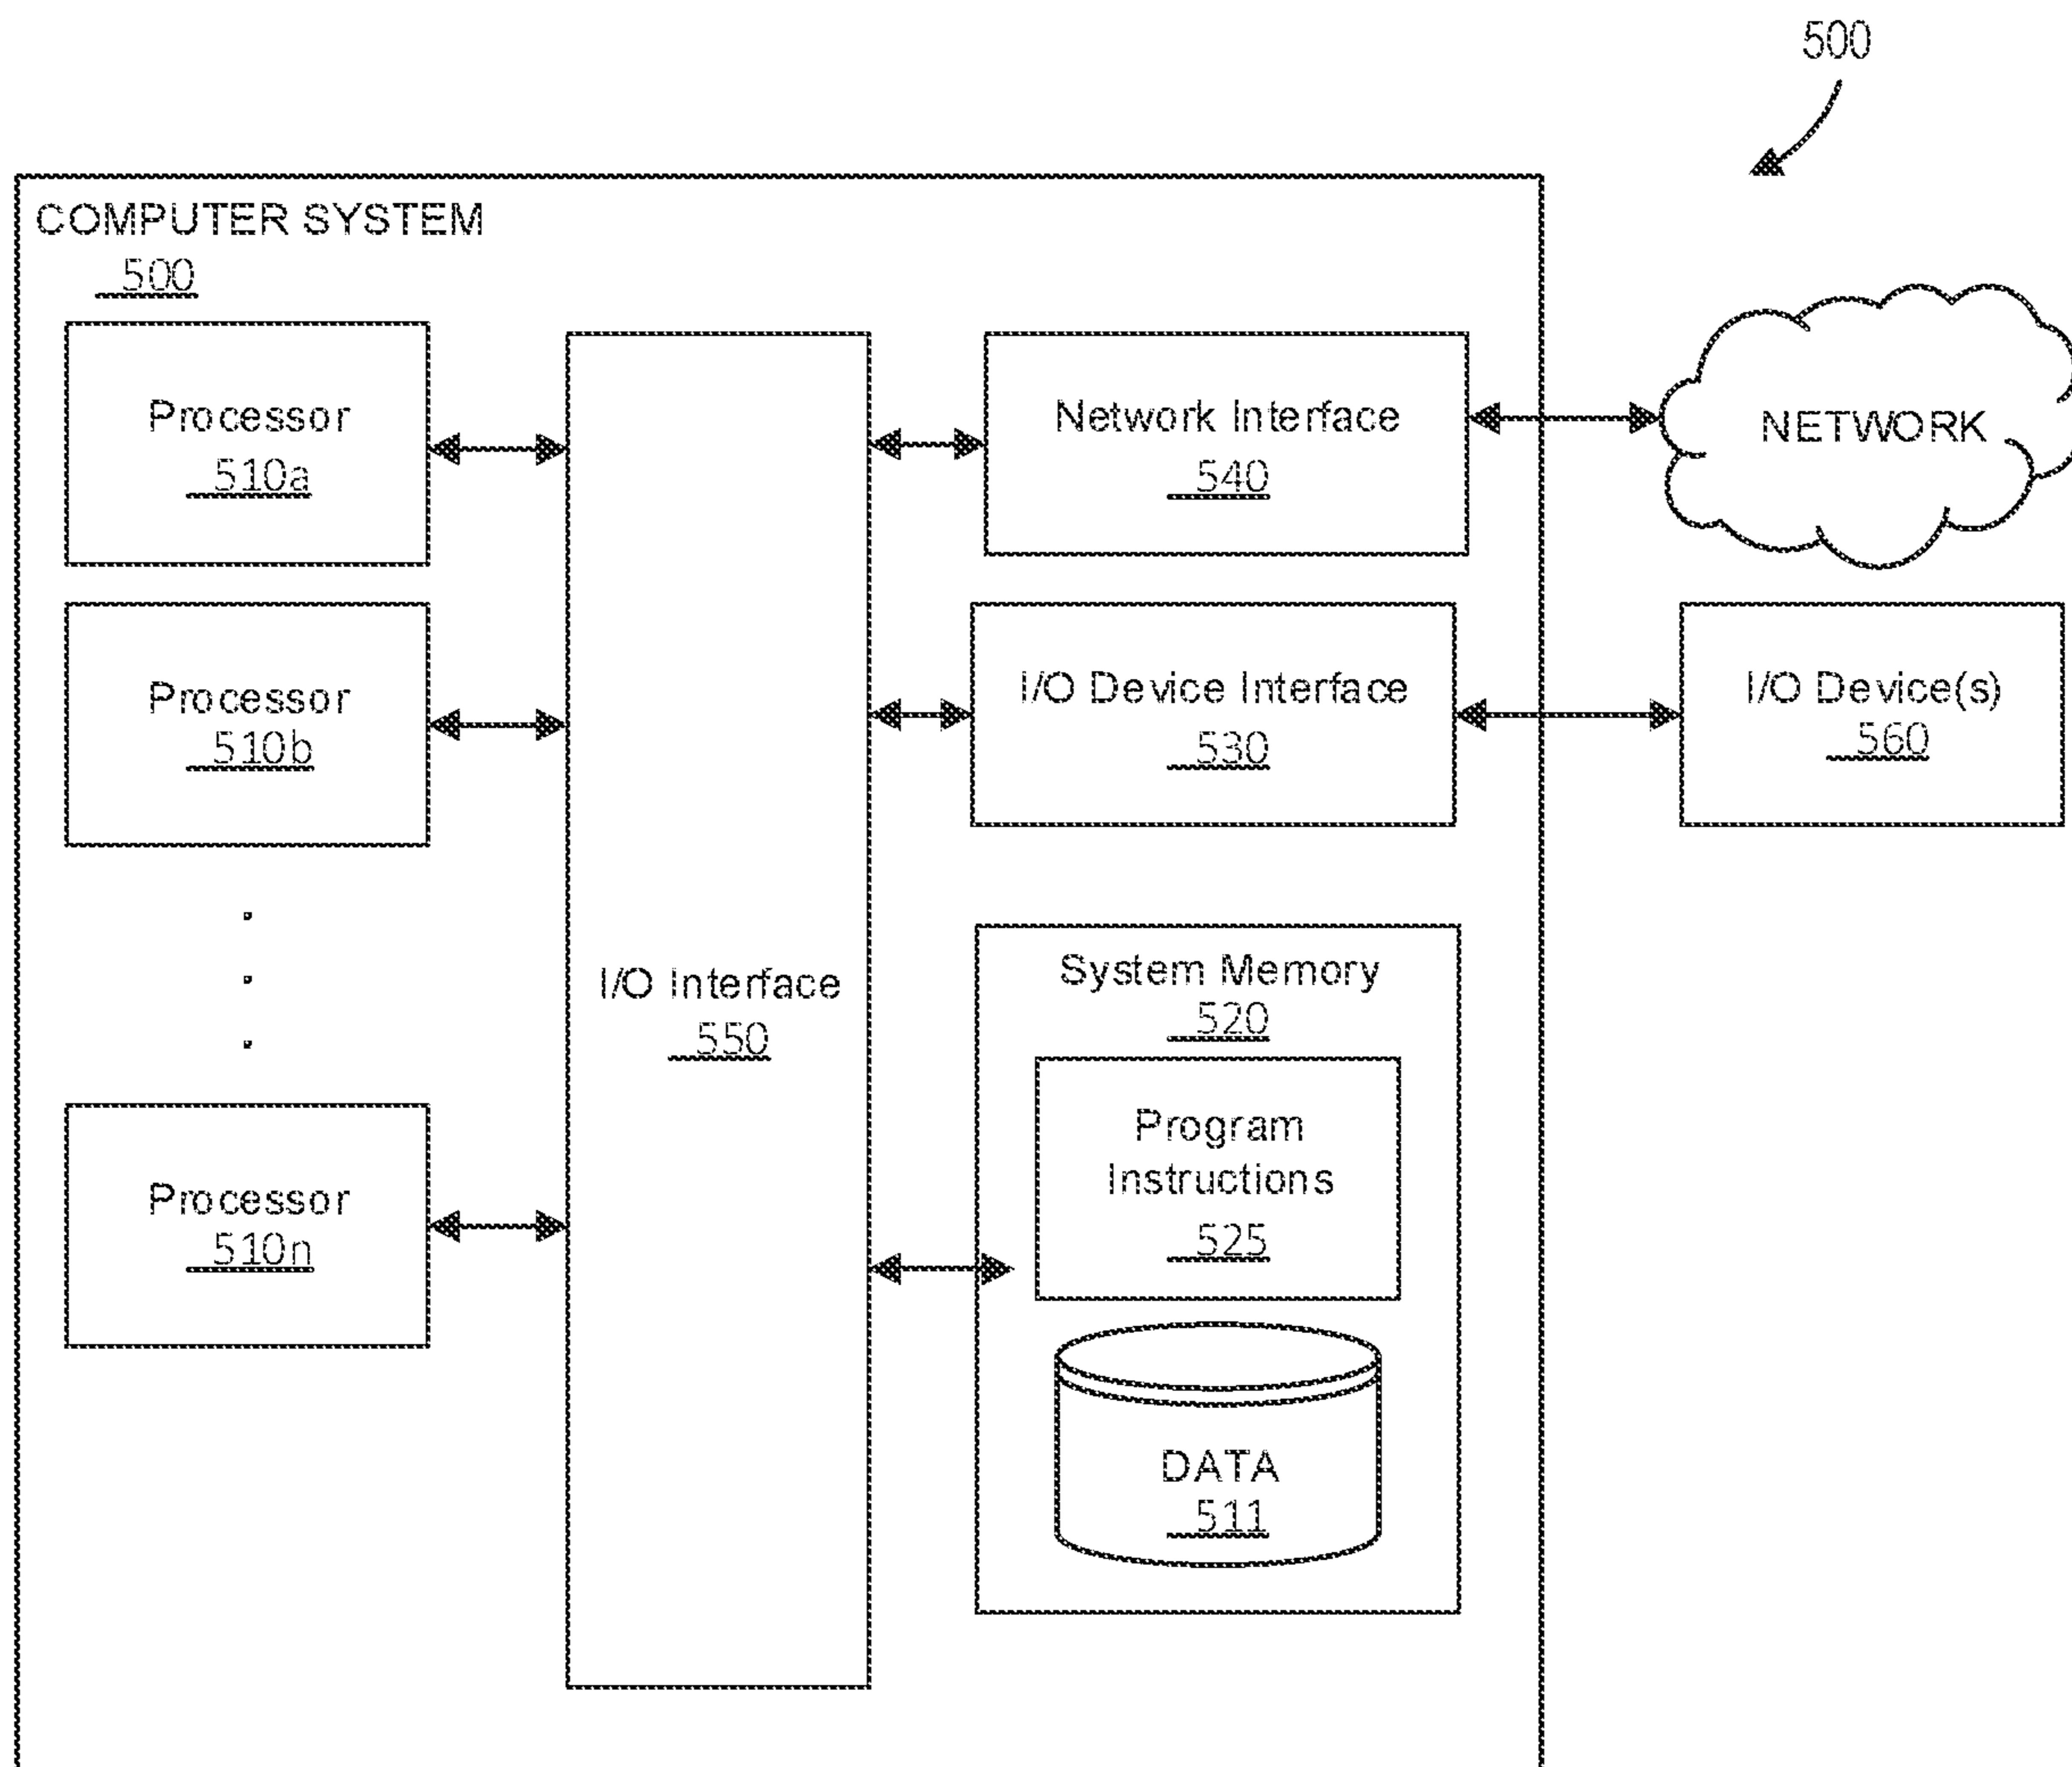 500
COMPUTER SYSTEM
500
Processor
510a
Network Interface
540
NETWORK
Processor
510b
I/O Device Interface
530
I/O Device(s)
560
I/O Interface
550
System Memory
520
Program
Instructions
525
Processor
510n
DATA
511